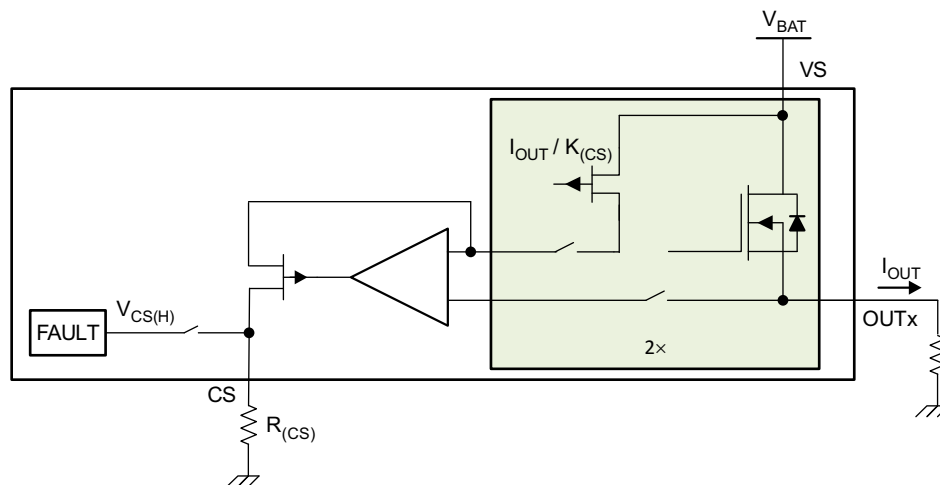 V_BAT
VS
I_OUT / K_(CS)
I_OUT
V_CS(H)
FAULT
OUTx
2×
CS
R_(CS)